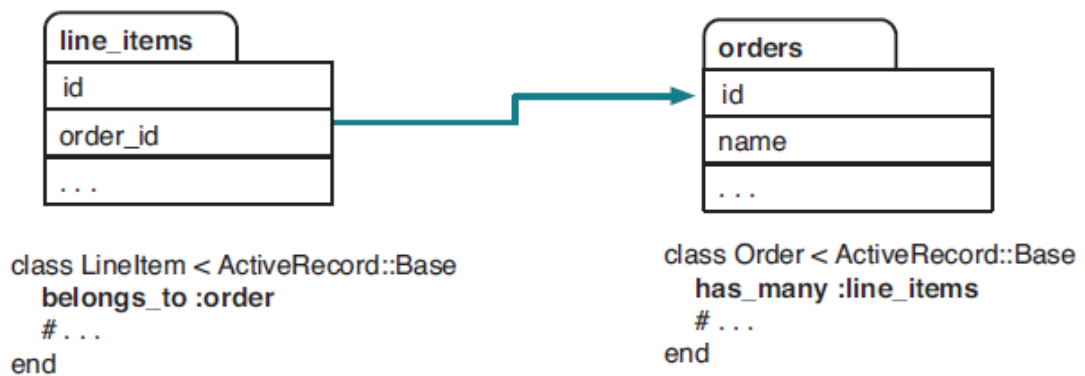 line_items
id
order_id
. . .
orders
id
name
. . .
class LineItem < ActiveRecord::Base
belongs_to :order
# . . .
end
class Order < ActiveRecord::Base
has_many :line_items
# . . .
end